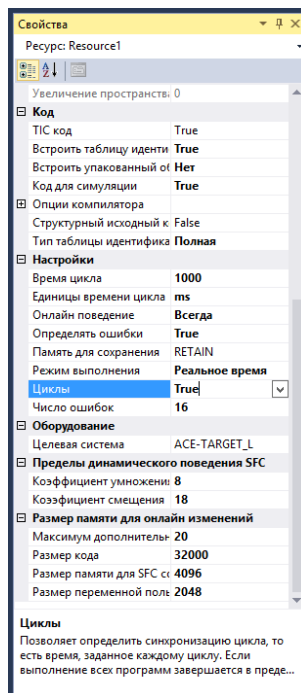 Свойства
Ресурс: Resource1
Увеличение пространств 0
Код
TIC код True
Встроить таблицу иденти True
Встроить упакованный об Нет
Код для симуляции True
Опции компилятора
Структурный исходный к False
Тип таблицы идентифика Полная
Настройки
Время цикла 1000
Единицы времени цикла ms
Онлайн поведение Всегда
Определять ошибки True
Память для сохранения RETAIN
Режим выполнения Реальное время
Циклы True
Число ошибок 16
Оборудование
Целевая система ACE-TARGET_L
Пределы динамического поведения SFC
Коэффициент умножени 8
Коэффициент смещения 18
Размер памяти для онлайн изменений
Максимум дополнитель 20
Размер кода 32000
Размер памяти для SFC со 4096
Размер переменной поль 2048
Циклы
Позволяет определить синхронизацию цикла, то
есть время, заданное каждому циклу. Если
выполнение всех программ завершается в преде...